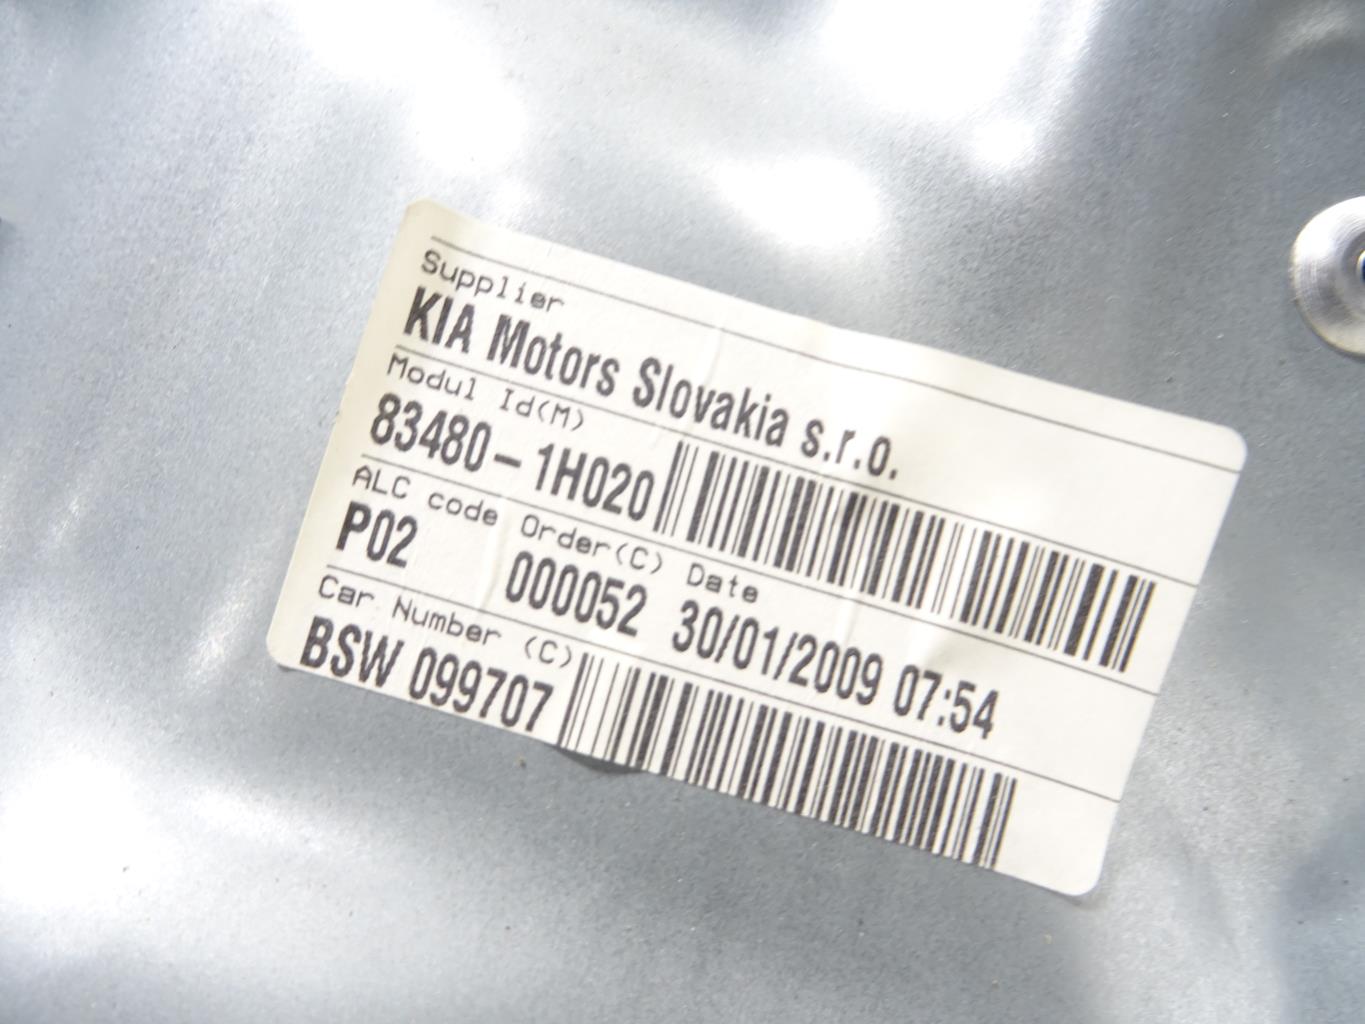 Supplier
KIA Motors Slovakia s.r.o.
Modul Id(M)
83480-1H020
ALC code Order(C) Date
P02 000052 30/01/2009 07:54
Car Number (C)
BSW 099707